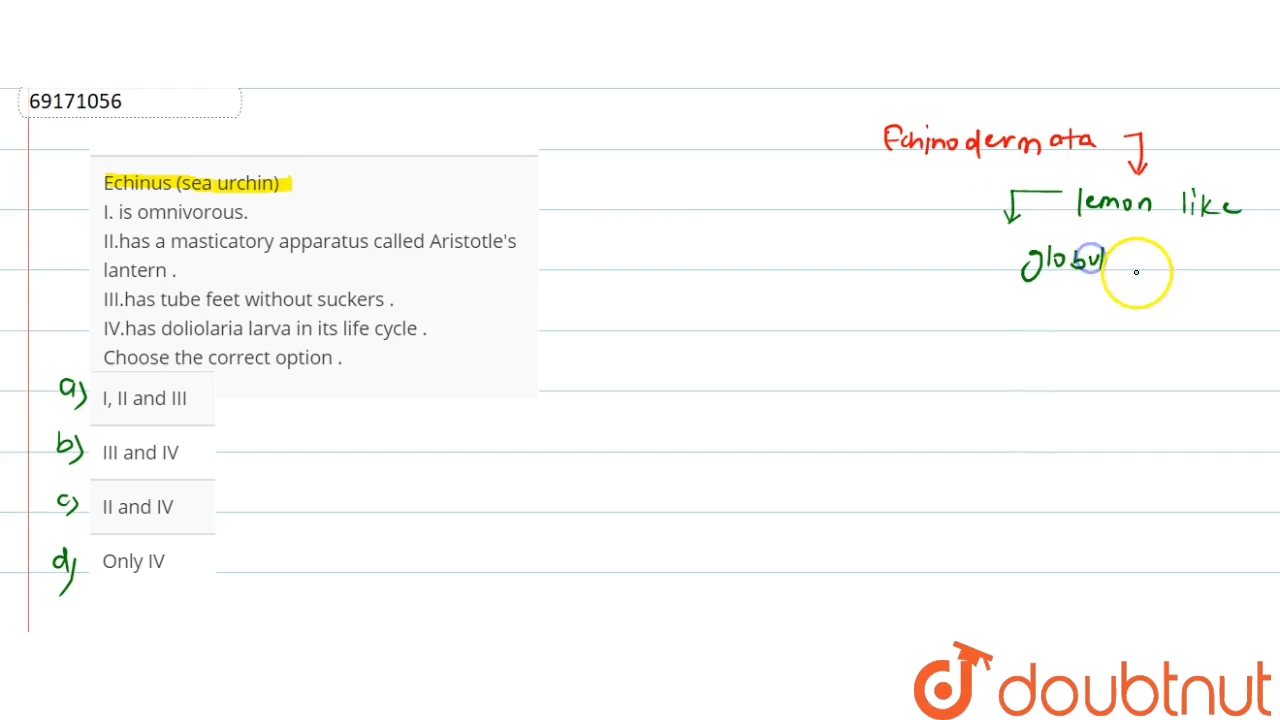 69171056
Echinodermata
lemon like
globul
Echinus (sea urchin)
I. is omnivorous.
II.has a masticatory apparatus called Aristotle's
lantern .
III.has tube feet without suckers .
IV.has doliolaria larva in its life cycle .
Choose the correct option .
a) I, II and III
b) III and IV
c) II and IV
d) Only IV
doubtnut